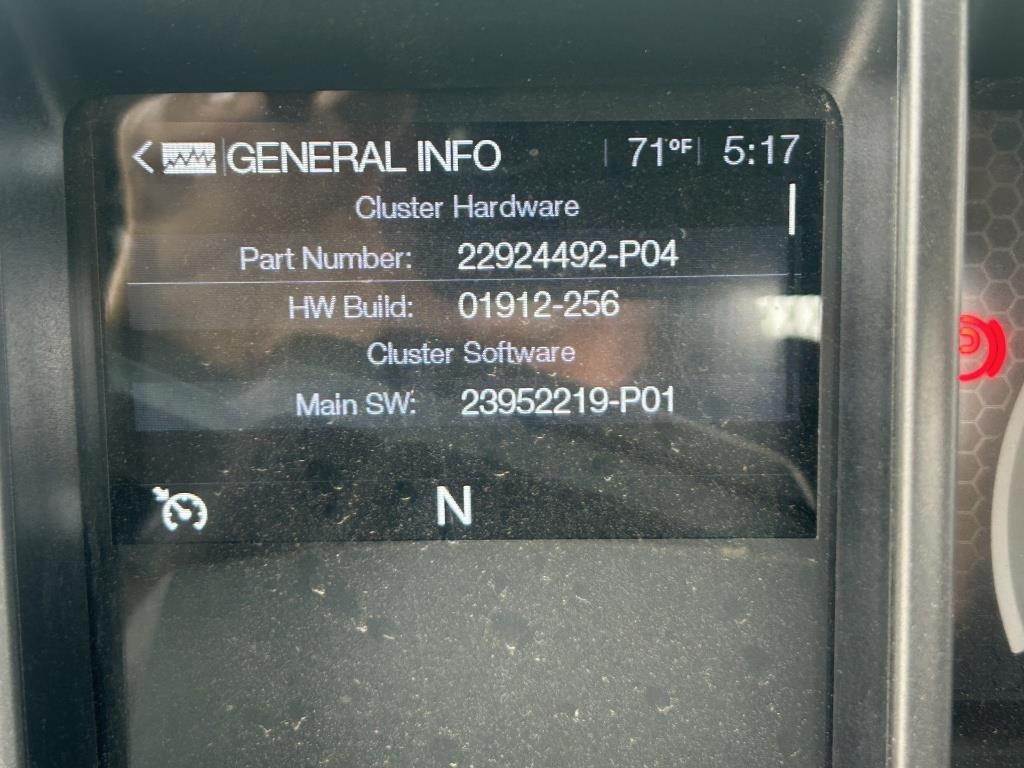 GENERAL INFO 71°F 5:17
Cluster Hardware
Part Number: 22924492-P04
HW Build: 01912-256
Cluster Software
Main SW: 23952219-P01
N